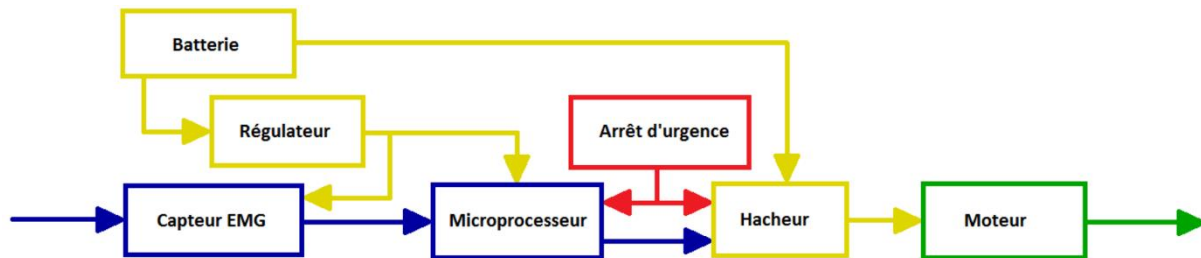 Batterie
Régulateur
Arrêt d'urgence
Capteur EMG
Microprocesseur
Hacheur
Moteur